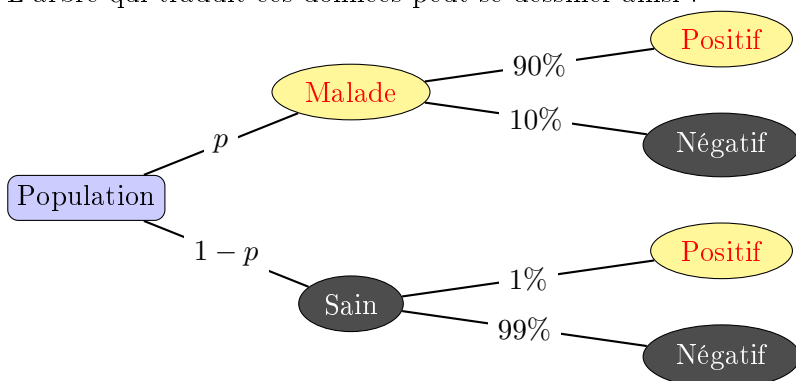 L'arbre qui traduit ces données peut se dessiner ainsi :
Positif
90%
Malade
10%
Négatif
p
Population
1 − p
Positif
1%
Sain
99%
Négatif